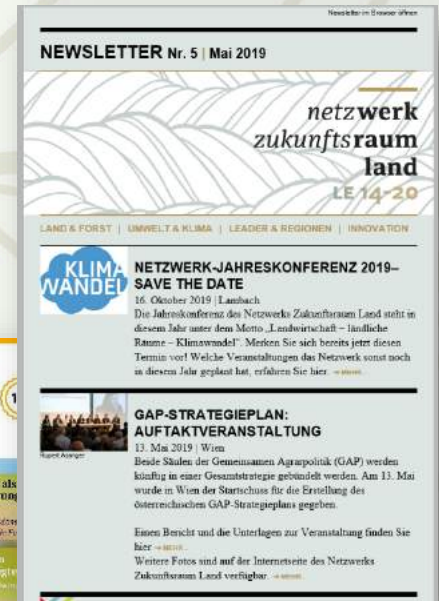 Newsletter im Browser öffnen
NEWSLETTER Nr. 5 | Mai 2019
netzwerk
zukunftsraum
land
LE 14-20
LAND & FORST | UMWELT & KLIMA | LEADER & REGIONEN | INNOVATION
KLIMA
WANDEL
NETZWERK-JAHRESKONFERENZ 2019–
SAVE THE DATE
16. Oktober 2019 | Lambach
Die Jahreskonferenz des Netzwerks Zukunftsraum Land steht in
diesem Jahr unter dem Motto „Landwirtschaft – ländliche
Räume – Klimawandel". Merken Sie sich bereits jetzt diesen
Termin vor! Welche Veranstaltungen das Netzwerk sonst noch
in diesem Jahr geplant hat, erfahren Sie hier. → MEHR...
GAP-STRATEGIEPLAN:
AUFTAKTVERANSTALTUNG
13. Mai 2019 | Wien
Beide Säulen der Gemeinsamen Agrarpolitik (GAP) werden
künftig in einer Gesamtstrategie gebündelt werden. Am 13. Mai
wurde in Wien der Startschuss für die Erstellung des
österreichischen GAP-Strategieplans gegeben.
Einen Bericht und die Unterlagen zur Veranstaltung finden Sie
hier → MEHR...
Weitere Fotos sind auf der Internetseite des Netzwerks
Zukunftsraum Land verfügbar. → MEHR...
als